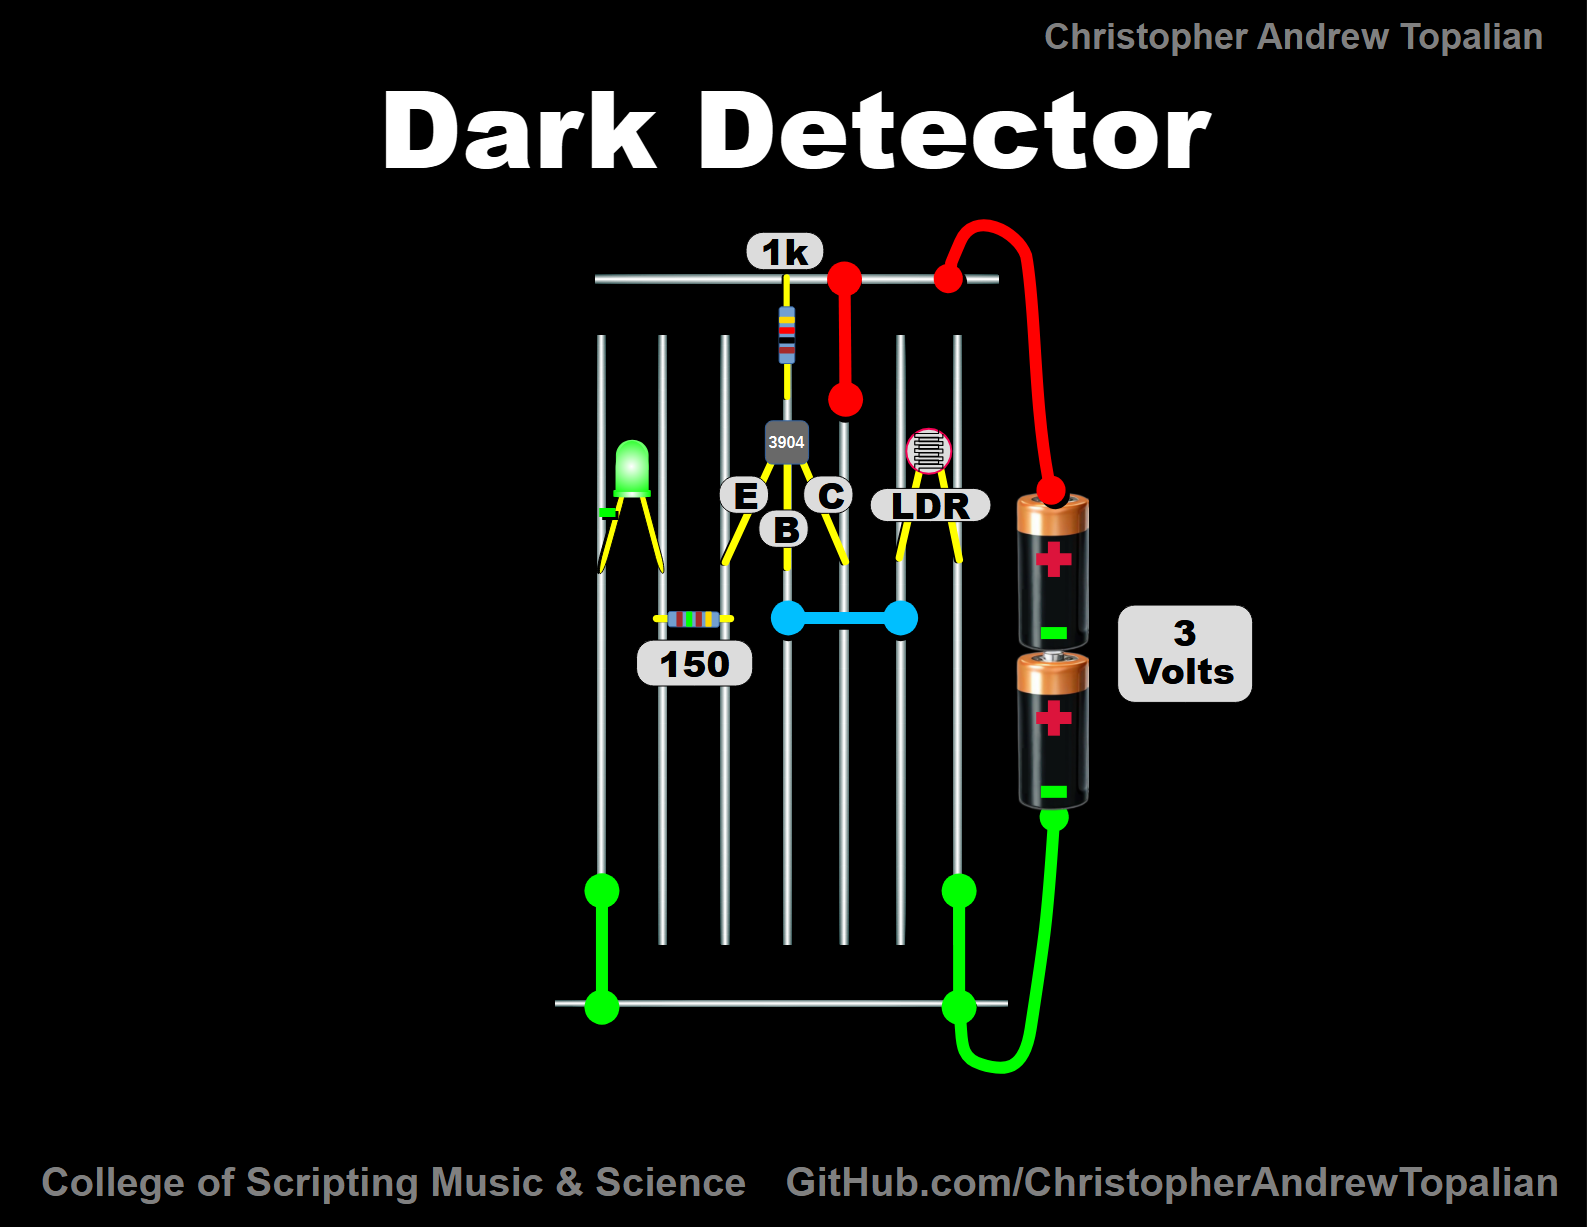 Christopher Andrew Topalian
Dark Detector
1k
3904
E
C
B
LDR
150
3
Volts
College of Scripting Music & Science
GitHub.com/ChristopherAndrewTopalian